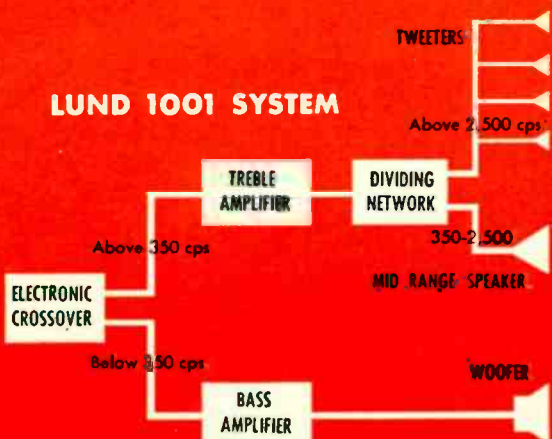 TWEETERS
LUND 1001 SYSTEM
Above 2,500 cps
TREBLE
AMPLIFIER
DIVIDING
NETWORK
Above 350 cps
350-2,500
MID RANGE SPEAKER
ELECTRONIC
CROSSOVER
Below 350 cps
WOOFER
BASS
AMPLIFIER